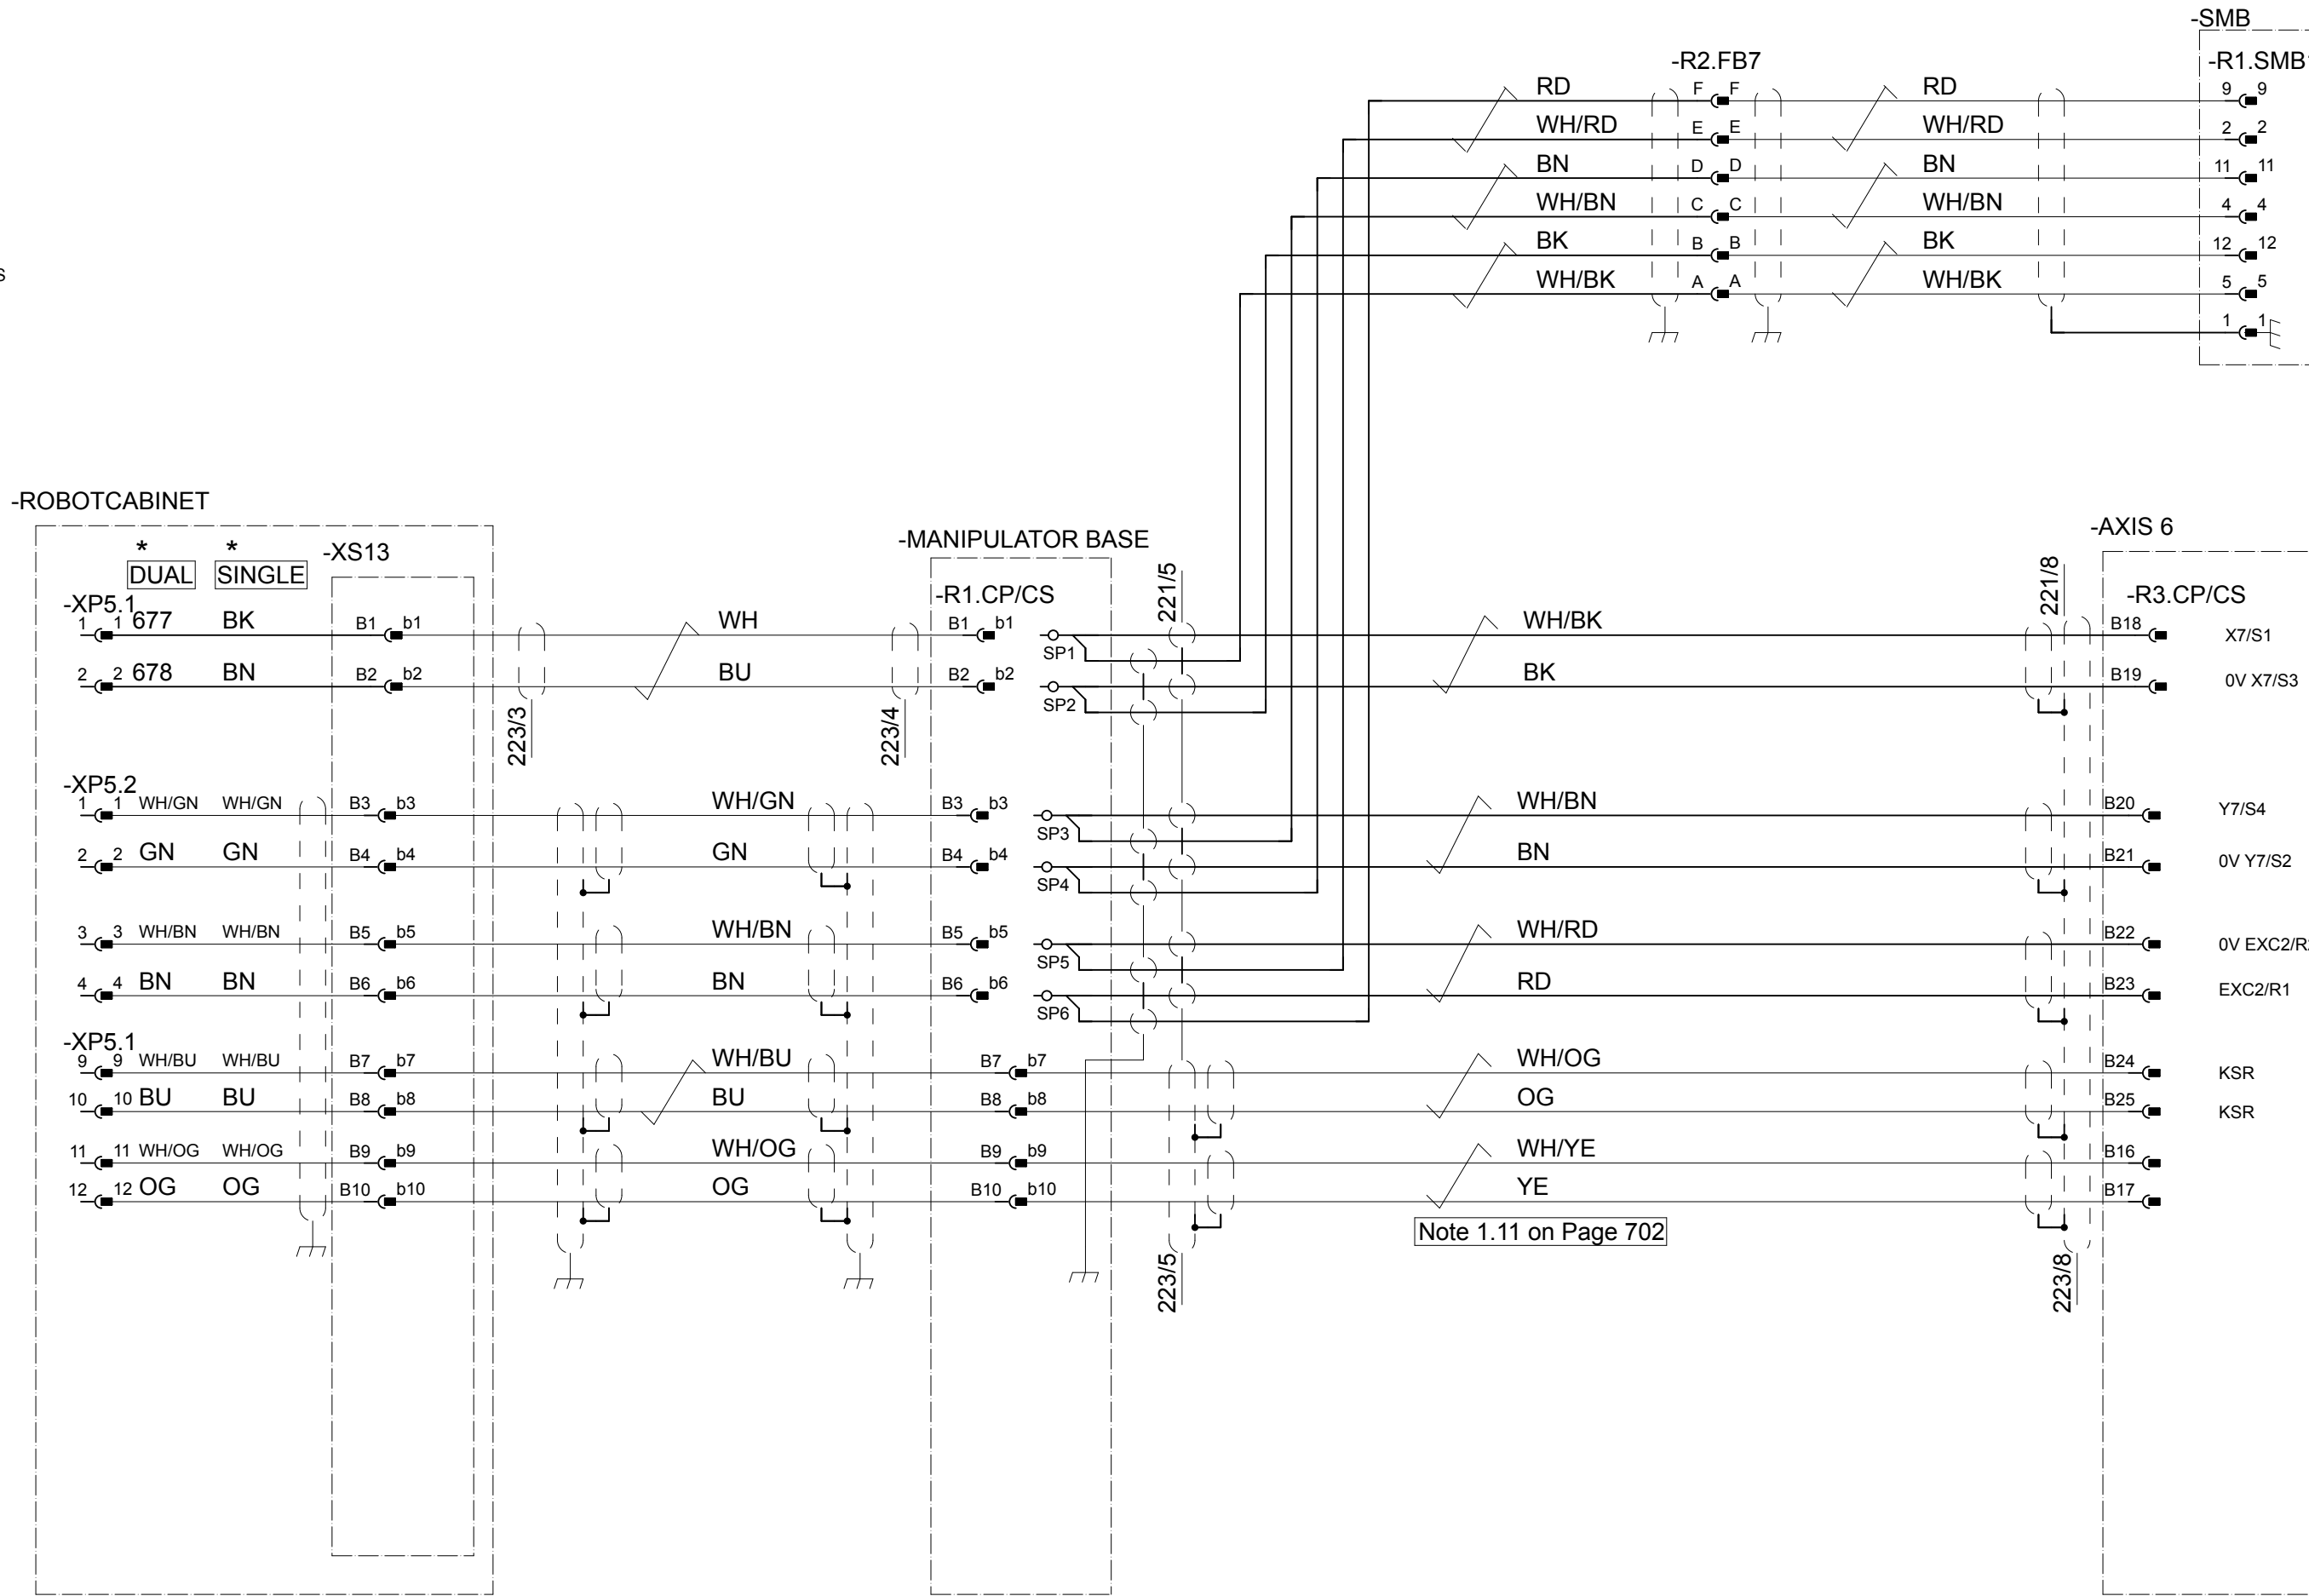 -SMB
-R2.FB7 -R1.SMB1
RD F F RD 9 9
WH/RD E E WH/RD 2 2
BN D D BN 11 11
WH/BN C C WH/BN 4 4
BK B B BK 12 12
S
WH/BK A A WH/BK 5 5
1 1
-ROBOTCABINET
-AXIS 6
-MANIPULATOR BASE
* * -XS13
DUAL SINGLE
221/5 221/8
-R1.CP/CS -R3.CP/CS
-XP5.1
1 1 677 BK B1 b1 WH B1 b1 WH/BK B18 X7/S1
SP1
2 2 678 BN B2 b2 BU B2 b2 BK B19 0V X7/S3
SP2
223/3 223/4
-XP5.2
1 1 WH/GN WH/GN B3 b3 WH/GN B3 b3 WH/BN B20 Y7/S4
SP3
2 2 GN GN B4 b4 GN B4 b4 BN B21 0V Y7/S2
SP4
3 3 WH/BN WH/BN B5 b5 WH/BN B5 b5 WH/RD B22 0V EXC2/R
SP5
4 4 BN BN B6 b6 BN B6 b6 RD B23 EXC2/R1
SP6
-XP5.1
9 9 WH/BU WH/BU B7 b7 WH/BU B7 b7 WH/OG B24 KSR
10 10 BU BU B8 b8 BU B8 b8 OG B25 KSR
11 11 WH/OG WH/OG B9 b9 WH/OG B9 b9 WH/YE B16
12 12 OG OG B10 b10 OG B10 b10 YE B17
Note 1.11 on Page 702
223/5 223/8